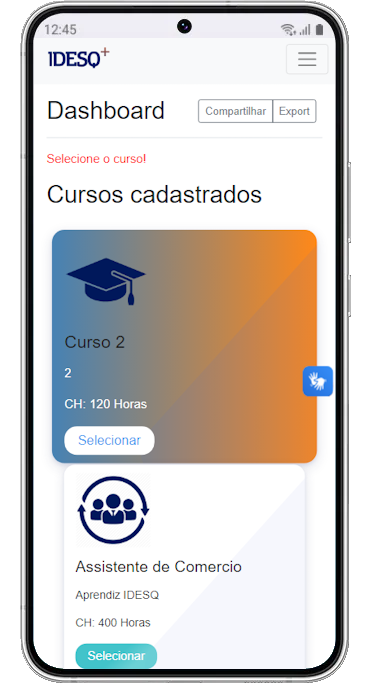 12:45
IDESQ+
Dashboard
Compartilhar
Export
Selecione o curso!
Cursos cadastrados
Curso 2
2
CH: 120 Horas
Selecionar
Assistente de Comercio
Aprendiz IDESQ
CH: 400 Horas
Selecionar